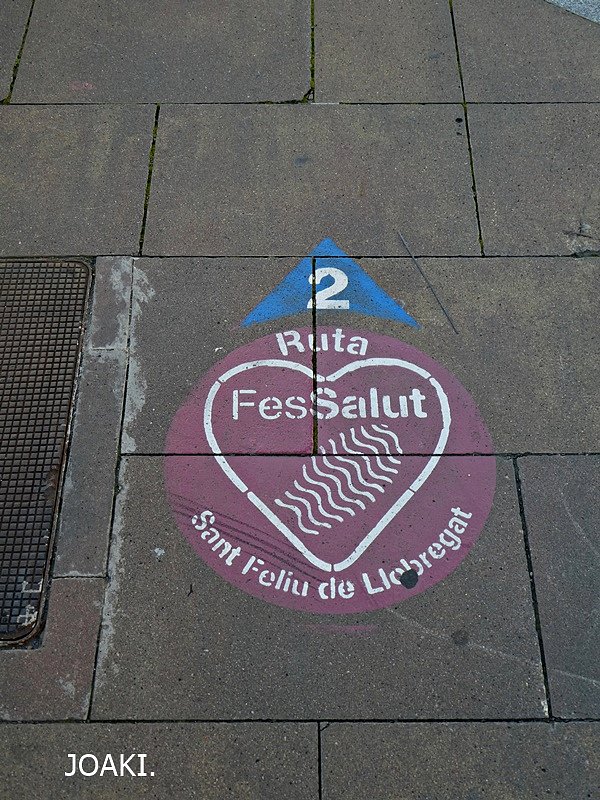 2
Ruta
FesSalut
Sant Feliu de Llobregat
JOAKI.